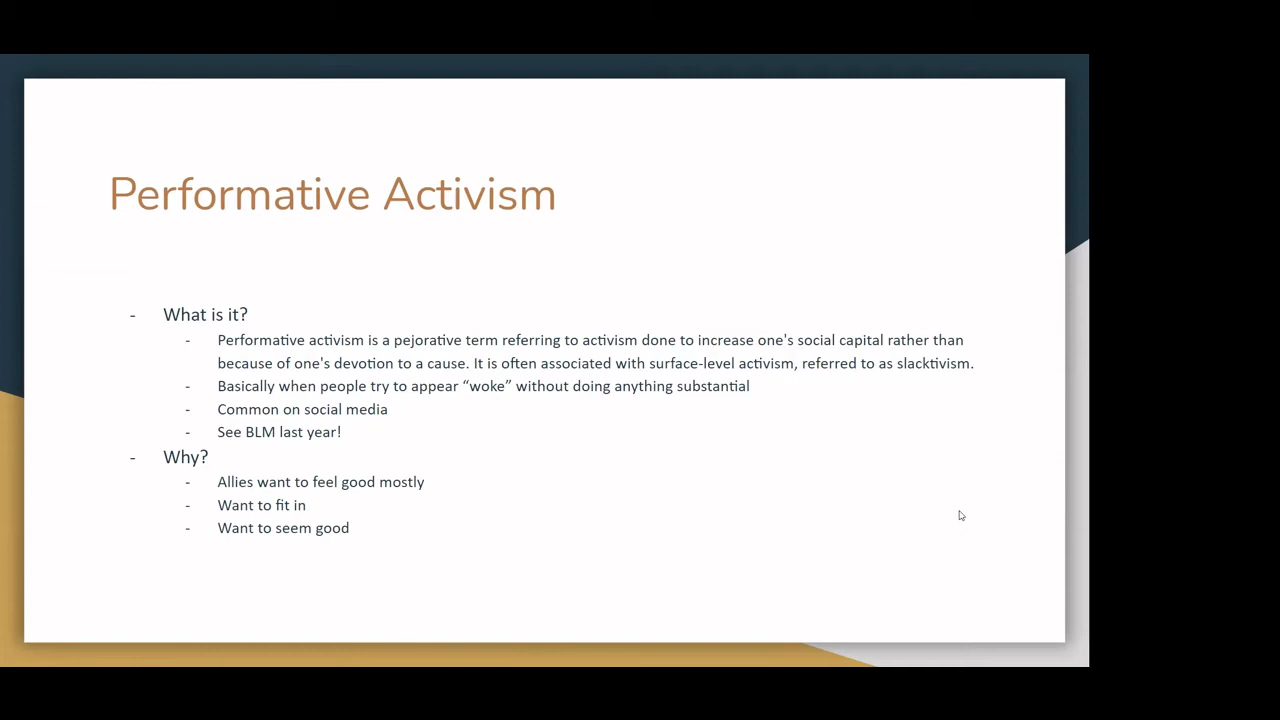 Performative Activism
- What is it?
- Performative activism is a pejorative term referring to activism done to increase one's social capital rather than
because of one's devotion to a cause. It is often associated with surface-level activism, referred to as slacktivism.
- Basically when people try to appear “woke” without doing anything substantial
- Common on social media
- See BLM last year!
- Why?
- Allies want to feel good mostly
- Want to fit in
- Want to seem good